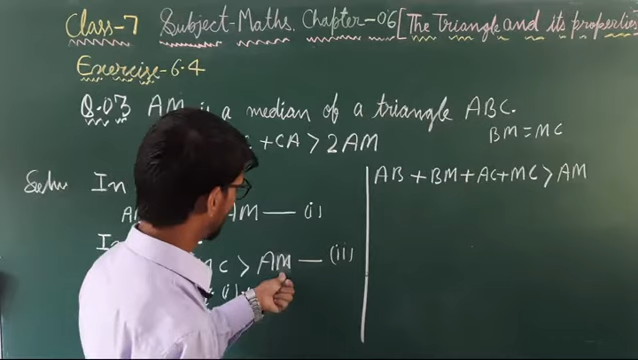 Class-7 Subject-Maths. Chapter-06 [The Triangle and its properties
Exercise-6.4
Q.03 AM is a median of a triangle ABC.
+CA > 2AM BM = MC
Soln In
AM — (i)
In
MC > AM — (ii)
(i)
AB + BM + AC + MC > AM